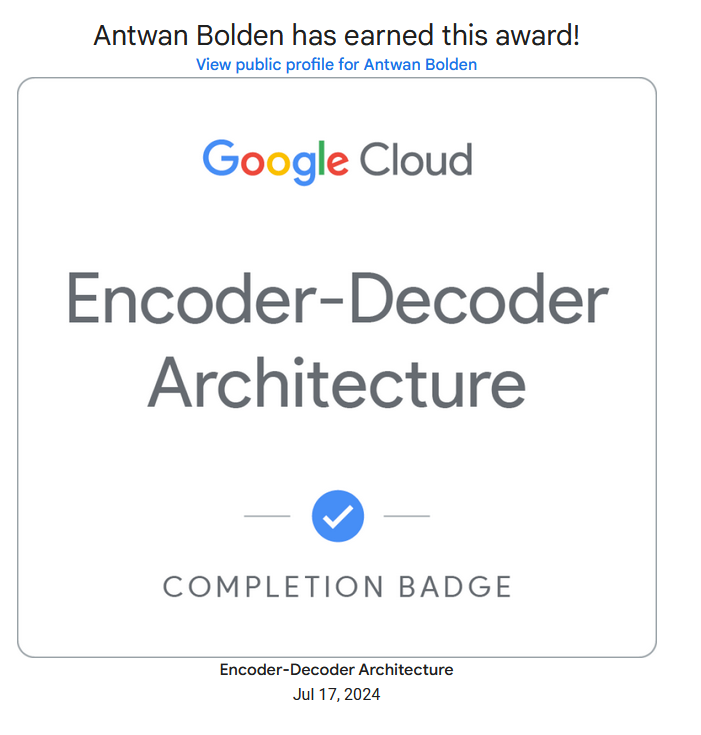 Antwan Bolden has earned this award!
View public profile for Antwan Bolden
Google Cloud
Encoder-Decoder
Architecture
COMPLETION BADGE
Encoder-Decoder Architecture
Jul 17, 2024